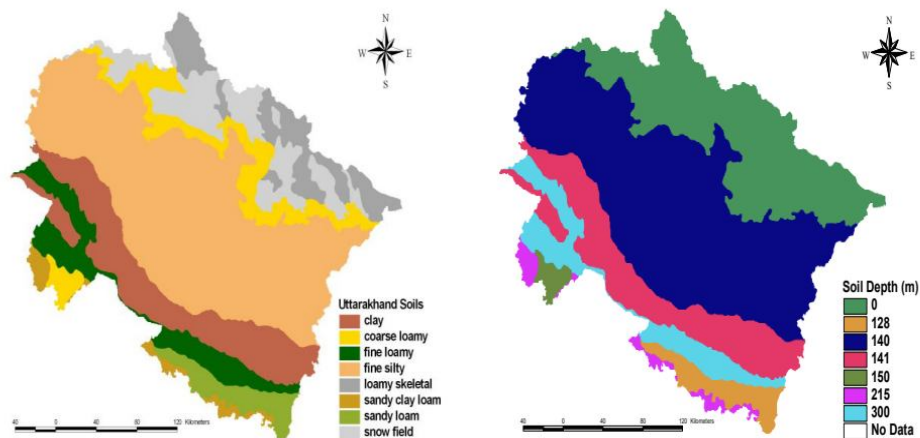 N
W E
S
Uttarakhand Soils
clay
coarse loamy
fine loamy
fine silty
loamy skeletal
sandy clay loam
sandy loam
snow field
40 0 40 80 120 Kilometers
N
W E
S
Soil Depth (m)
0
128
140
141
150
215
300
No Data
40 0 40 80 120 Kilometers